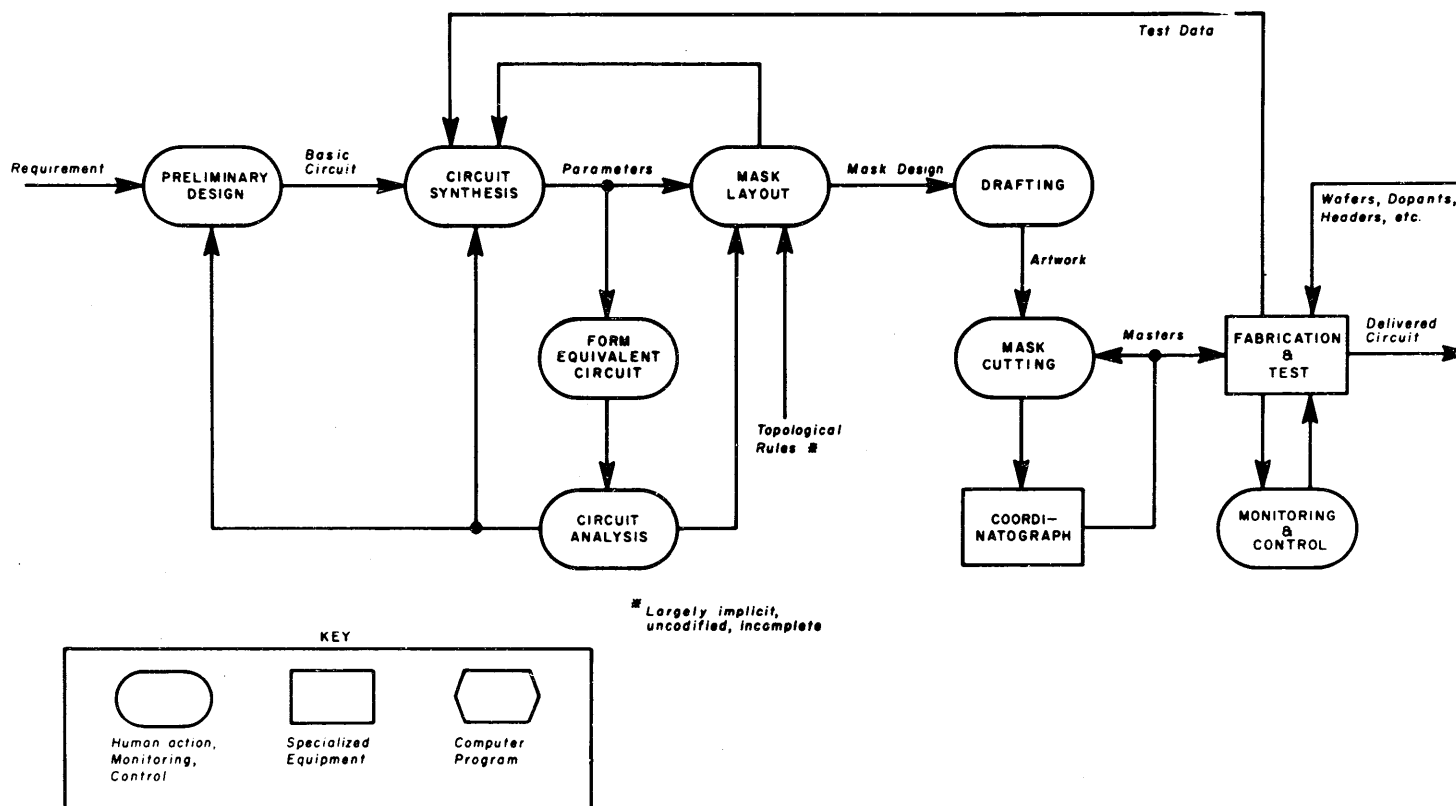 Test Data
Requirement
PRELIMINARY
DESIGN
Basic
Circuit
CIRCUIT
SYNTHESIS
Parameters
MASK
LAYOUT
Mask Design
DRAFTING
Wafers, Dopants,
Headers, etc.
Artwork
FORM
EQUIVALENT
CIRCUIT
MASK
CUTTING
Masters
FABRICATION
&
TEST
Delivered
Circuit
Topological
Rules *
CIRCUIT
ANALYSIS
COORDI-
NATOGRAPH
MONITORING
&
CONTROL
* Largely implicit,
uncodified, incomplete
KEY
Human action,
Monitoring,
Control
Specialized
Equipment
Computer
Program